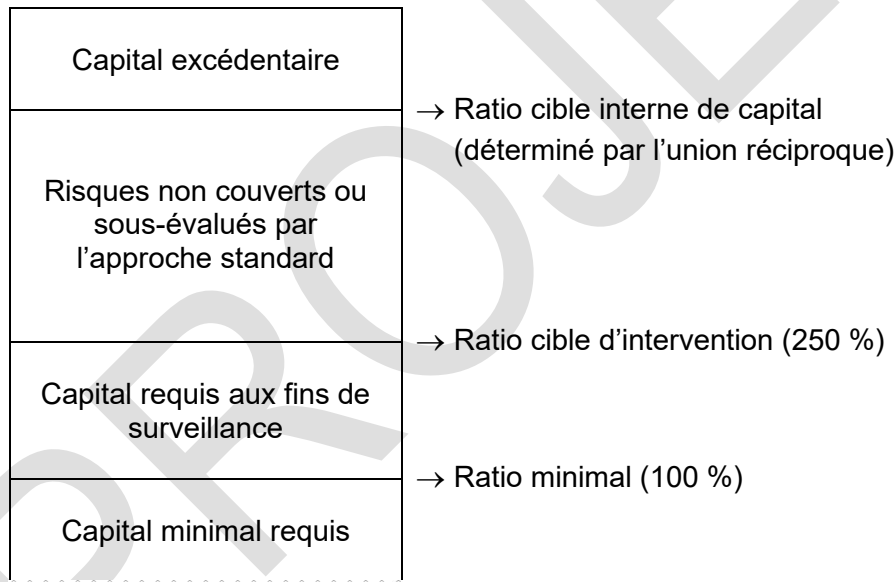 Capital excédentaire
→ Ratio cible interne de capital
(déterminé par l’union réciproque)
Risques non couverts ou
sous-évalués par
l’approche standard
→ Ratio cible d’intervention (250 %)
Capital requis aux fins de
surveillance
→ Ratio minimal (100 %)
Capital minimal requis
PROJE